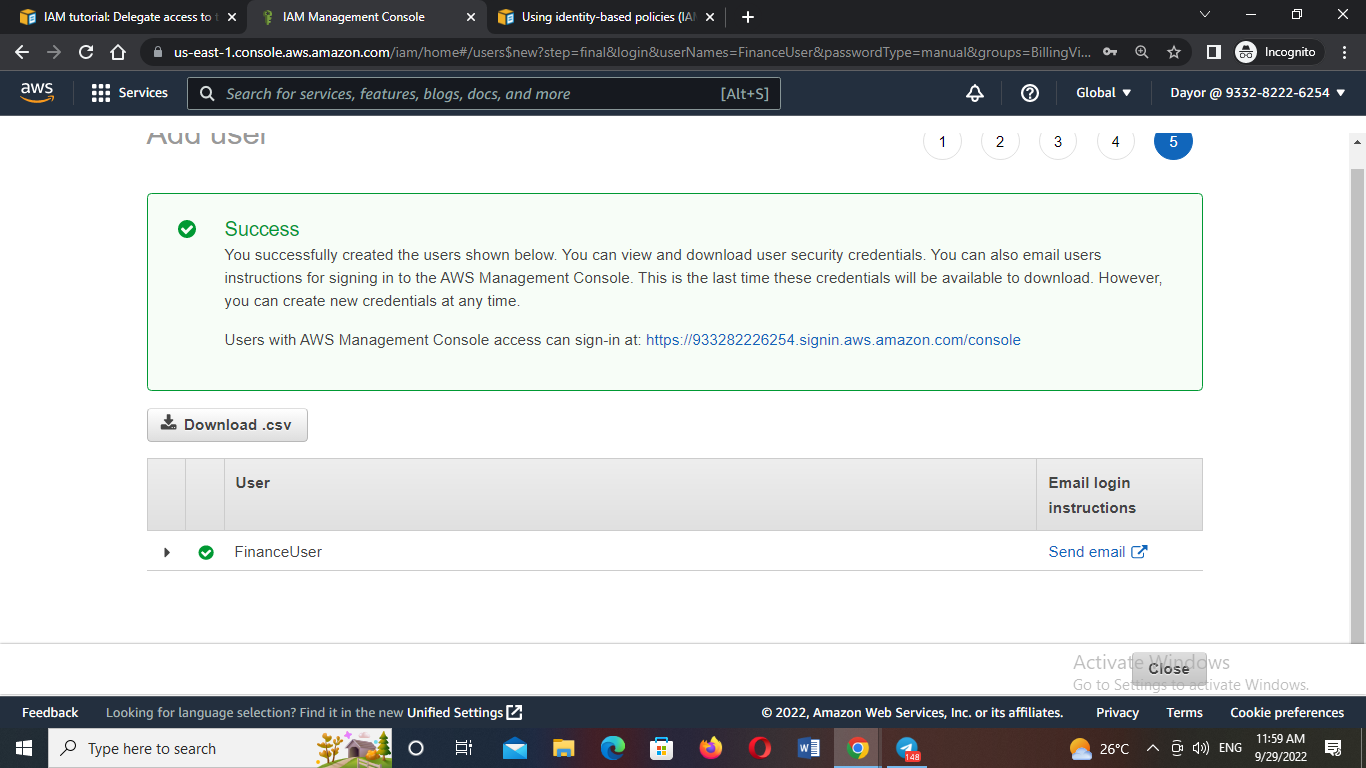 IAM tutorial: Delegate access to t
IAM Management Console
Using identity-based policies (IAM
us-east-1.console.aws.amazon.com/iam/home#/users$new?step=final&login&userNames=FinanceUser&passwordType=manual&groups=BillingVi...
Incognito
aws
Services
Search for services, features, blogs, docs, and more
[Alt+S]
Global
Dayor @ 9332-8222-6254
Add user
1 2 3 4 5
Success
You successfully created the users shown below. You can view and download user security credentials. You can also email users
instructions for signing in to the AWS Management Console. This is the last time these credentials will be available to download. However,
you can create new credentials at any time.
Users with AWS Management Console access can sign-in at: https://933282226254.signin.aws.amazon.com/console
Download .csv
User
Email login
instructions
FinanceUser
Send email
Activate Windows
Close
Go to Settings to activate Windows.
Feedback
Looking for language selection? Find it in the new Unified Settings
© 2022, Amazon Web Services, Inc. or its affiliates.
Privacy
Terms
Cookie preferences
Type here to search
148
26°C
ENG
11:59 AM
9/29/2022